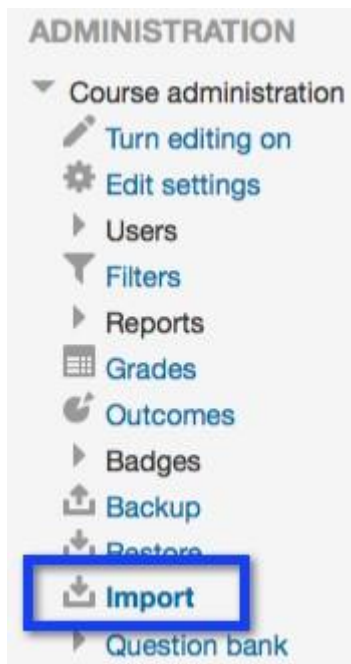 ADMINISTRATION
Course administration
Turn editing on
Edit settings
Users
Filters
Reports
Grades
Outcomes
Badges
Backup
Restore
Import
Question bank